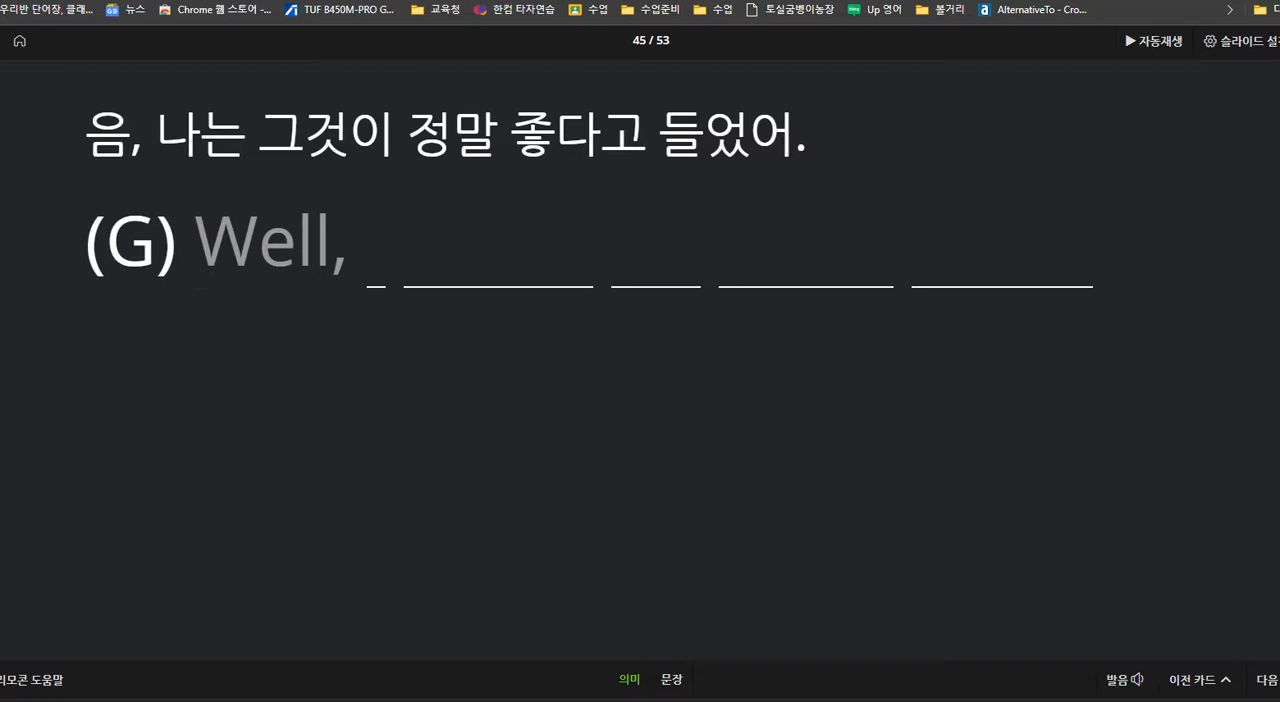 우리반 단어장, 클래... 뉴스 Chrome 웹 스토어 -... TUF B450M-PRO G... 교육청 한컴 타자연습 수업 수업준비 수업 토실굼벵이농장 Up 영어 볼거리 AlternativeTo - Cro...
45 / 53 자동재생 슬라이드 설
음, 나는 그것이 정말 좋다고 들었어.
(G) Well,
리모콘 도움말 의미 문장 발음 이전 카드 다음